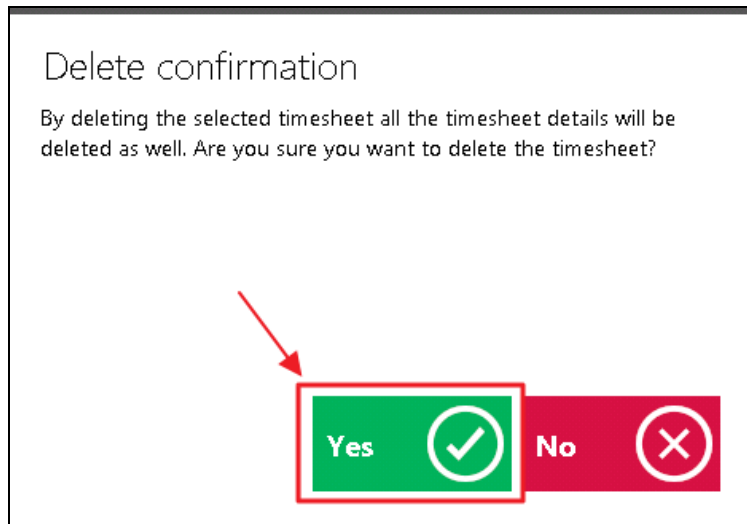 Delete confirmation
By deleting the selected timesheet all the timesheet details will be
deleted as well. Are you sure you want to delete the timesheet?
Yes No